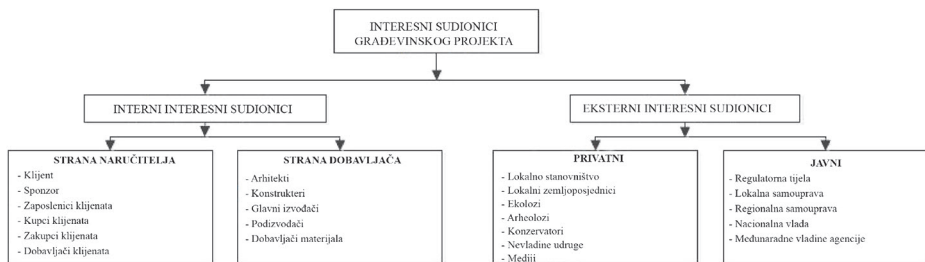 INTERESNI SUDIONICI
GRAĐEVINSKOG PROJEKTA
INTERNI INTERESNI SUDIONICI
EKSTERNI INTERESNI SUDIONICI
STRANA NARUČITELJA
- Klijent
- Sponzor
- Zaposlenici klijenata
- Kupci klijenata
- Zakupci klijenata
- Dobavljači klijenata
STRANA DOBAVLJAČA
- Arhitekti
- Konstrukteri
- Glavni izvođači
- Podizvođači
- Dobavljači materijala
PRIVATNI
- Lokalno stanovništvo
- Lokalni zemljoposjednici
- Ekolozi
- Arheolozi
- Konzervatori
- Nevladine udruge
- Mediji
JAVNI
- Regulatorna tijela
- Lokalna samouprava
- Regionalna samouprava
- Nacionalna vlada
- Međunaradne vladine agencije